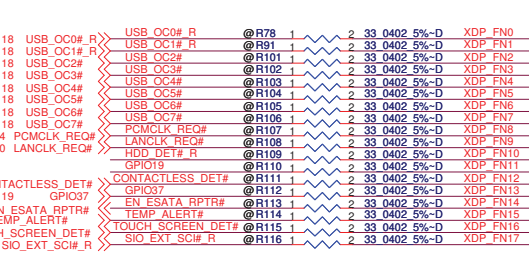 USB_OC0#_R @R78 1 2 33_0402_5%~D XDP_FN0
18 USB_OC0#_R USB_OC1#_R @R91 1 2 33_0402_5%~D XDP_FN1
18 USB_OC1#_R USB_OC2# @R101 1 2 33_0402_5%~D XDP_FN2
18 USB_OC2# USB_OC3# @R102 1 2 33_0402_5%~D XDP_FN3
18 USB_OC3# USB_OC4# @R103 1 2 33_0402_5%~D XDP_FN4
18 USB_OC4# USB_OC5# @R104 1 2 33_0402_5%~D XDP_FN5
18 USB_OC5# USB_OC6# @R105 1 2 33_0402_5%~D XDP_FN6
18 USB_OC6# USB_OC7# @R106 1 2 33_0402_5%~D XDP_FN7
18 USB_OC7# PCMCLK_REQ# @R107 1 2 33_0402_5%~D XDP_FN8
4 PCMCLK_REQ# LANCLK_REQ# @R108 1 2 33_0402_5%~D XDP_FN9
0 LANCLK_REQ# HDD_DET#_R @R109 1 2 33_0402_5%~D XDP_FN10
GPIO19 @R110 1 2 33_0402_5%~D XDP_FN11
CONTACTLESS_DET# @R111 1 2 33_0402_5%~D XDP_FN12
NTACTLESS_DET# GPIO37 @R112 1 2 33_0402_5%~D XDP_FN13
19 GPIO37 EN_ESATA_RPTR# @R113 1 2 33_0402_5%~D XDP_FN14
N_ESATA_RPTR# TEMP_ALERT# @R114 1 2 33_0402_5%~D XDP_FN15
EMP_ALERT# TOUCH_SCREEN_DET# @R115 1 2 33_0402_5%~D XDP_FN16
H_SCREEN_DET# SIO_EXT_SCI#_R @R116 1 2 33_0402_5%~D XDP_FN17
SIO_EXT_SCI#_R